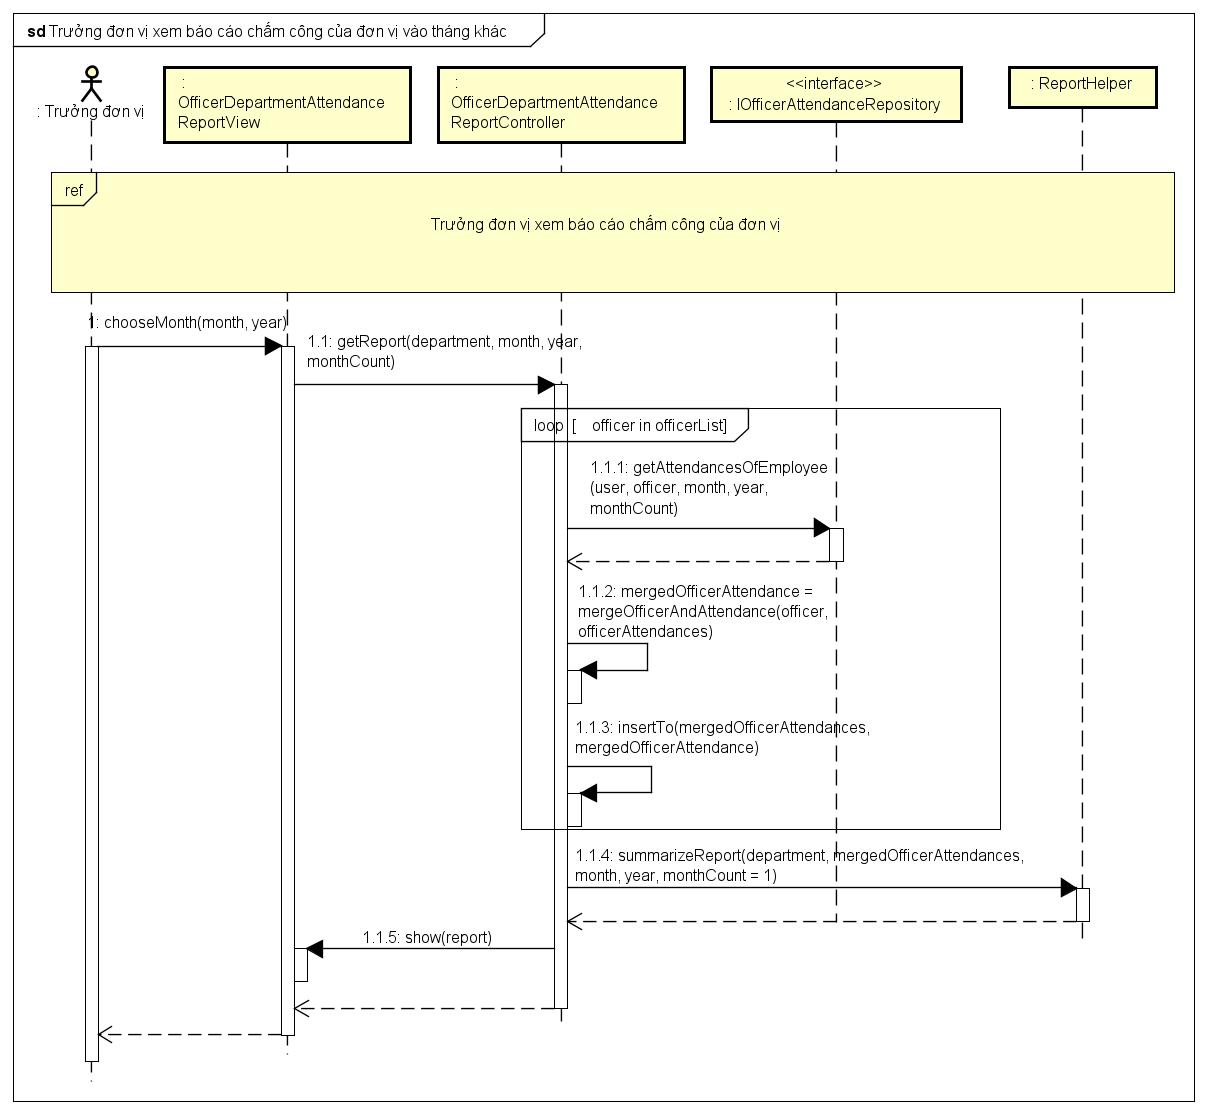 sd Trưởng đơn vị xem báo cáo chấm công của đơn vị vào tháng khác
: Trưởng đơn vị
:
OfficerDepartmentAttendance
ReportView
:
OfficerDepartmentAttendance
ReportController
<<interface>>
: IOfficerAttendanceRepository
: ReportHelper
ref
Trưởng đơn vị xem báo cáo chấm công của đơn vị
1: chooseMonth(month, year)
1.1: getReport(department, month, year,
monthCount)
loop [ officer in officerList]
1.1.1: getAttendancesOfEmployee
(user, officer, month, year,
monthCount)
1.1.2: mergedOfficerAttendance =
mergeOfficerAndAttendance(officer,
officerAttendances)
1.1.3: insertTo(mergedOfficerAttendances,
mergedOfficerAttendance)
1.1.4: summarizeReport(department, mergedOfficerAttendances,
month, year, monthCount = 1)
1.1.5: show(report)